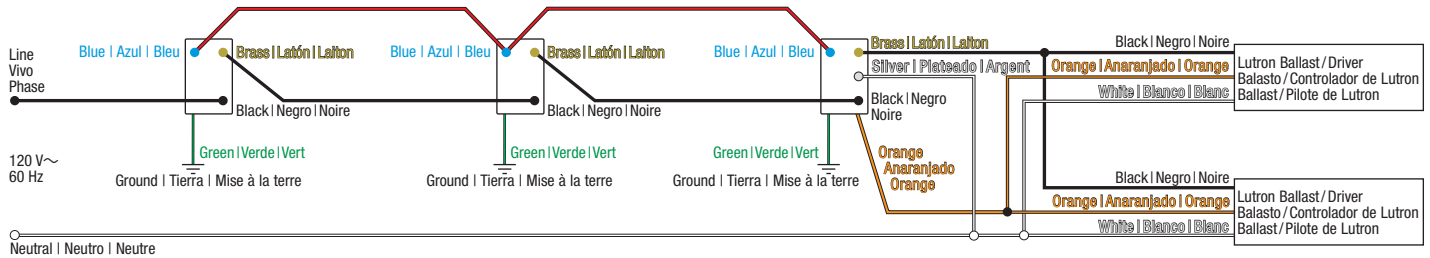 Line
Vivo
Phase
120 V～
60 Hz
Neutral | Neutro | Neutre
Blue | Azul | Bleu
Brass | Latón | Laiton
Black | Negro | Noire
Green | Verde | Vert
Ground | Tierra | Mise à la terre
Blue | Azul | Bleu
Brass | Latón | Laiton
Black | Negro | Noire
Green | Verde | Vert
Ground | Tierra | Mise à la terre
Blue | Azul | Bleu
Brass | Latón | Laiton
Silver | Plateado | Argent
Black | Negro
Noire
Green | Verde | Vert
Ground | Tierra | Mise à la terre
Orange
Anaranjado
Orange
Black | Negro | Noire
Orange | Anaranjado | Orange
White | Blanco | Blanc
Lutron Ballast / Driver
Balasto / Controlador de Lutron
Ballast / Pilote de Lutron
Black | Negro | Noire
Orange | Anaranjado | Orange
White | Blanco | Blanc
Lutron Ballast / Driver
Balasto / Controlador de Lutron
Ballast / Pilote de Lutron